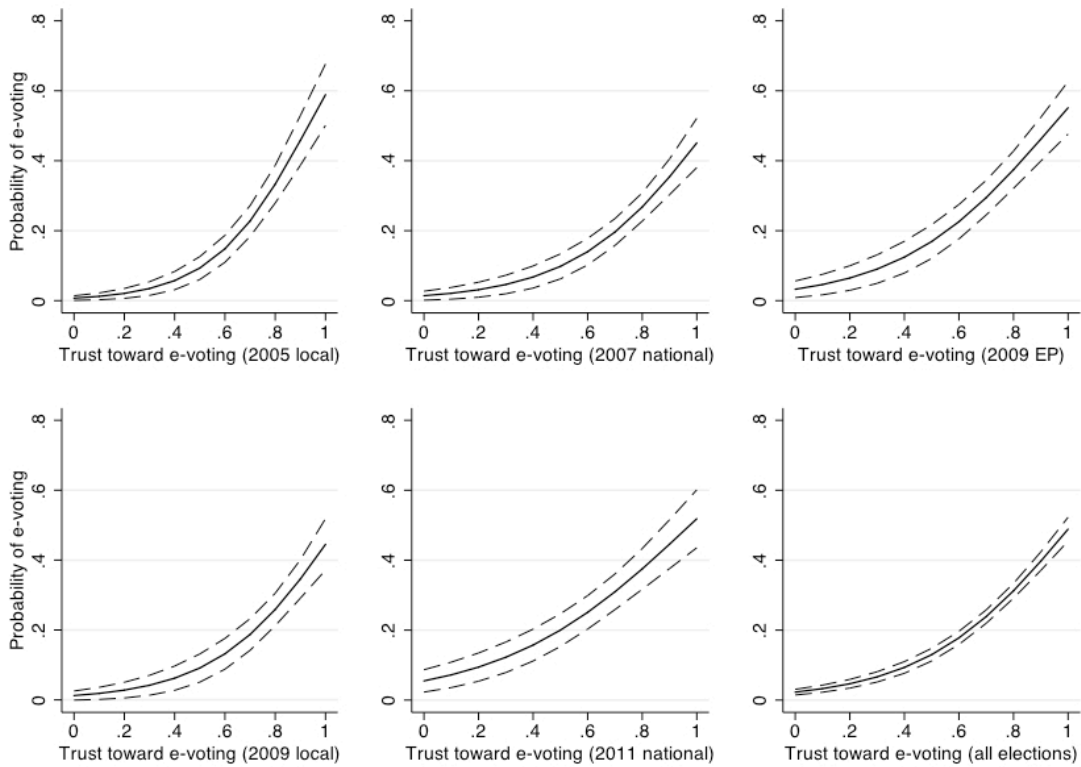 Probability of e-voting
.8
.6
.4
.2
0
0 .2 .4 .6 .8 1
Trust toward e-voting (2005 local)
.8
.6
.4
.2
0
0 .2 .4 .6 .8 1
Trust toward e-voting (2007 national)
.8
.6
.4
.2
0
0 .2 .4 .6 .8 1
Trust toward e-voting (2009 EP)
Probability of e-voting
.8
.6
.4
.2
0
0 .2 .4 .6 .8 1
Trust toward e-voting (2009 local)
.8
.6
.4
.2
0
0 .2 .4 .6 .8 1
Trust toward e-voting (2011 national)
.8
.6
.4
.2
0
0 .2 .4 .6 .8 1
Trust toward e-voting (all elections)